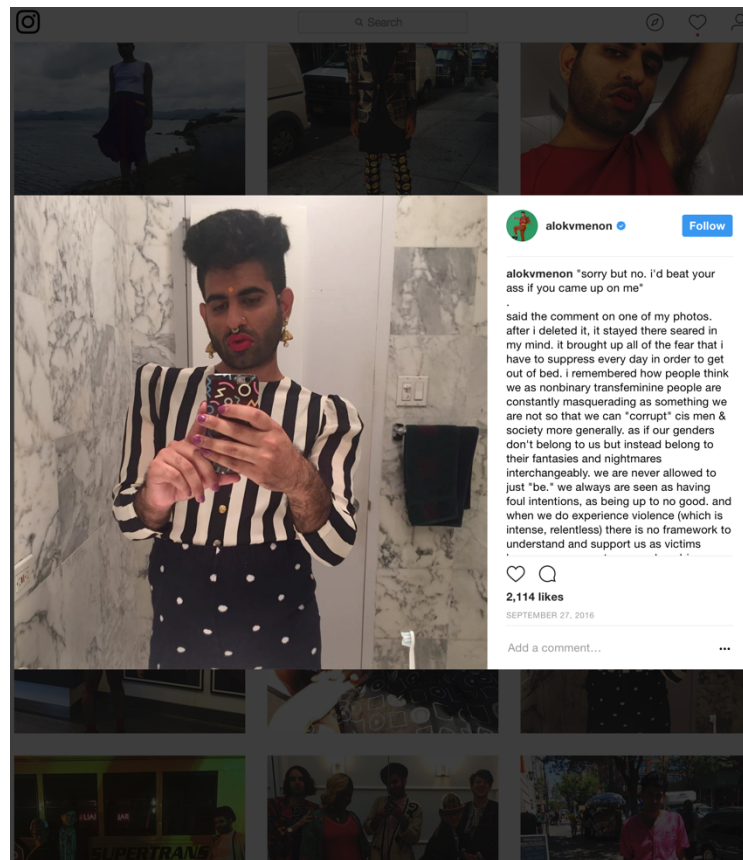 Search
alokvmenon
Follow
alokvmenon "sorry but no. i'd beat your
ass if you came up on me"
.
said the comment on one of my photos.
after i deleted it, it stayed there seared in
my mind. it brought up all of the fear that i
have to suppress every day in order to get
out of bed. i remembered how people think
we as nonbinary transfeminine people are
constantly masquerading as something we
are not so that we can "corrupt" cis men &
society more generally. as if our genders
don't belong to us but instead belong to
their fantasies and nightmares
interchangeably. we are never allowed to
just "be." we always are seen as having
foul intentions, as being up to no good. and
when we do experience violence (which is
intense, relentless) there is no framework to
understand and support us as victims
2,114 likes
SEPTEMBER 27, 2016
Add a comment…
SUPERTRANS